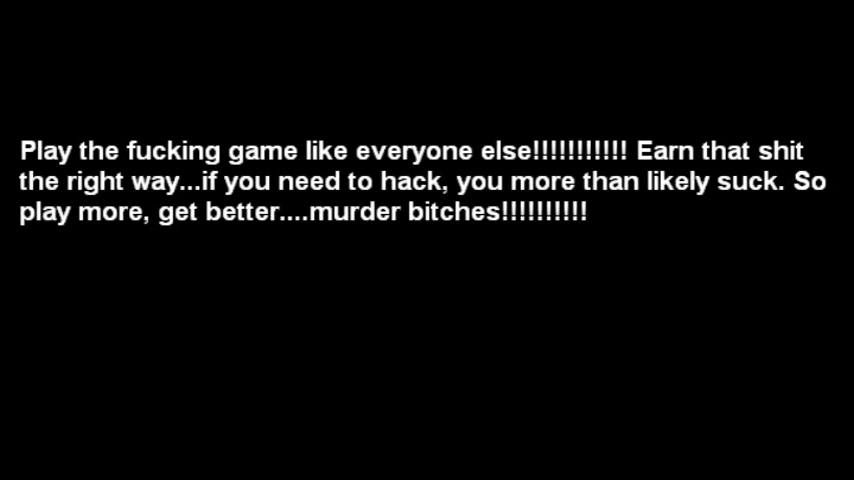 Play the fucking game like everyone else!!!!!!!!!!! Earn that shit
the right way...if you need to hack, you more than likely suck. So
play more, get better....murder bitches!!!!!!!!!!